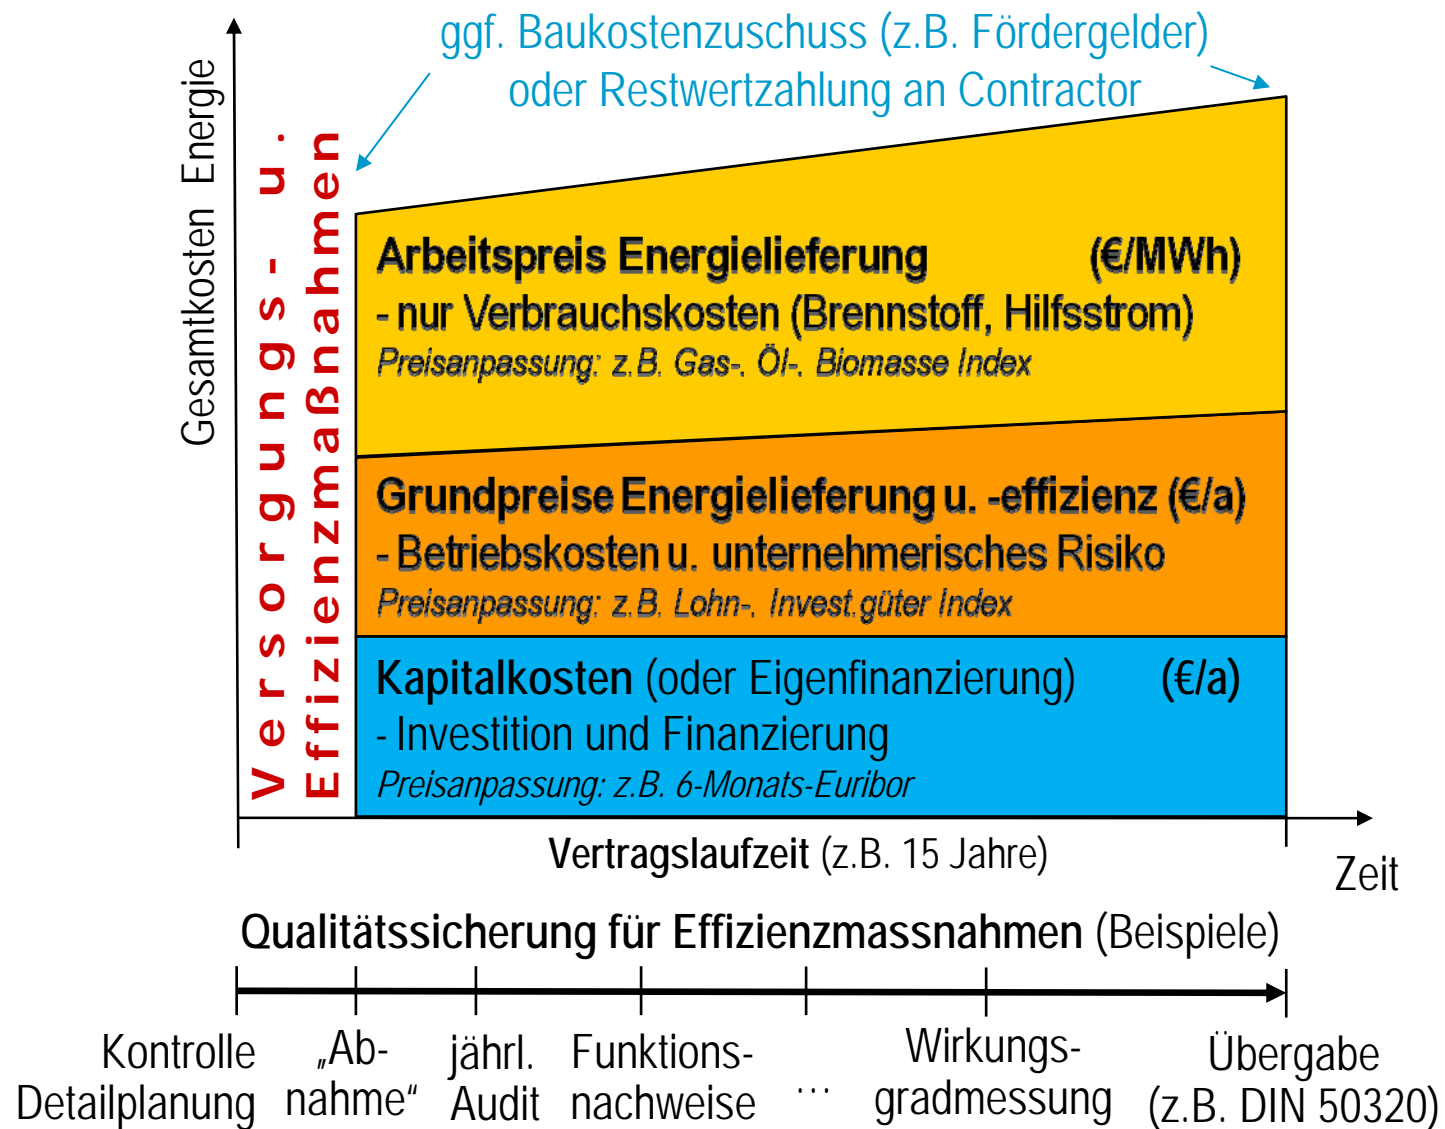 ggf. Baukostenzuschuss (z.B. Fördergelder)
oder Restwertzahlung an Contractor
Gesamtkosten Energie
Versorgungs- u.
Effizienzmaßnahmen
Arbeitspreis Energielieferung (€/MWh)
- nur Verbrauchskosten (Brennstoff, Hilfsstrom)
Preisanpassung: z.B. Gas-, Öl-, Biomasse Index
Grundpreise Energielieferung u. -effizienz (€/a)
- Betriebskosten u. unternehmerisches Risiko
Preisanpassung: z.B. Lohn-, Invest.güter Index
Kapitalkosten (oder Eigenfinanzierung) (€/a)
- Investition und Finanzierung
Preisanpassung: z.B. 6-Monats-Euribor
Vertragslaufzeit (z.B. 15 Jahre)
Zeit
Qualitätssicherung für Effizienzmassnahmen (Beispiele)
Kontrolle
Detailplanung
„Ab-
nahme“
jährl.
Audit
Funktions-
nachweise
...
Wirkungs-
gradmessung
Übergabe
(z.B. DIN 50320)